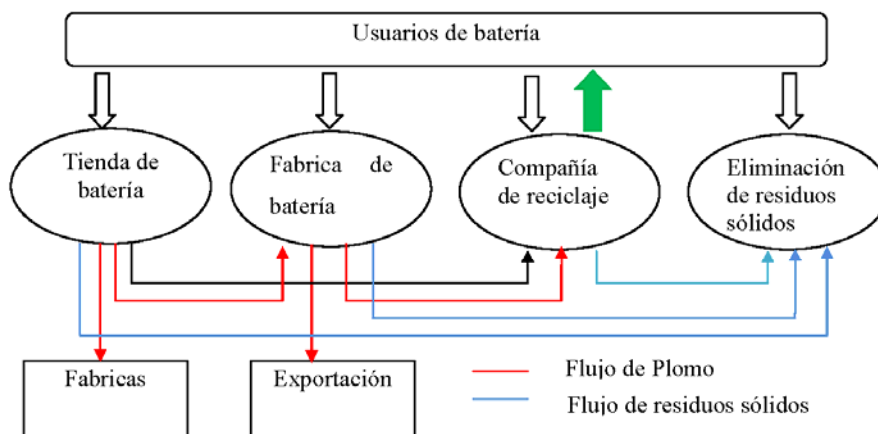 Usuarios de batería
Tienda de
batería
Fabrica de
batería
Compañía
de reciclaje
Eliminación
de residuos
sólidos
Fabricas
Exportación
Flujo de Plomo
Flujo de residuos sólidos